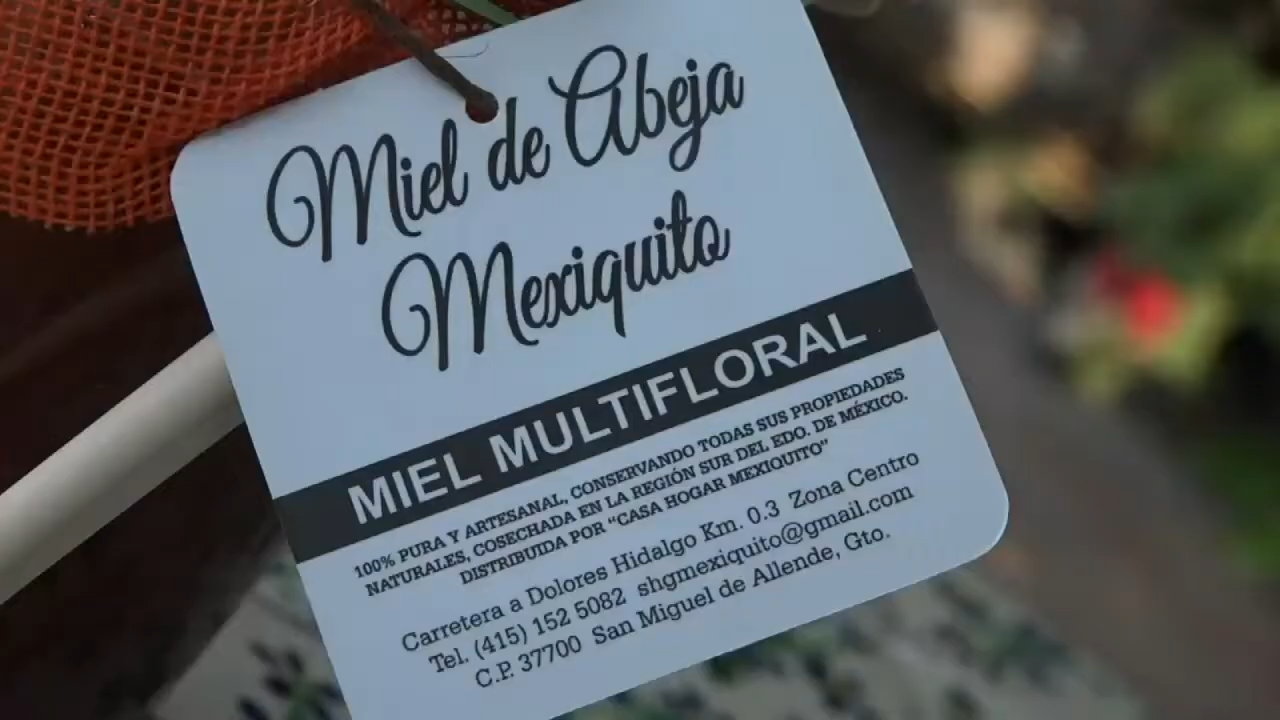 Miel de Abeja
Mexiquito
MIEL MULTIFLORAL
100% PURA Y ARTESANAL, CONSERVANDO TODAS SUS PROPIEDADES
NATURALES, COSECHADA EN LA REGIÓN SUR DEL EDO. DE MÉXICO.
DISTRIBUIDA POR “CASA HOGAR MEXIQUITO”
Carretera a Dolores Hidalgo Km. 0.3 Zona Centro
Tel. (415) 152 5082 shgmexiquito@gmail.com
C.P. 37700 San Miguel de Allende, Gto.